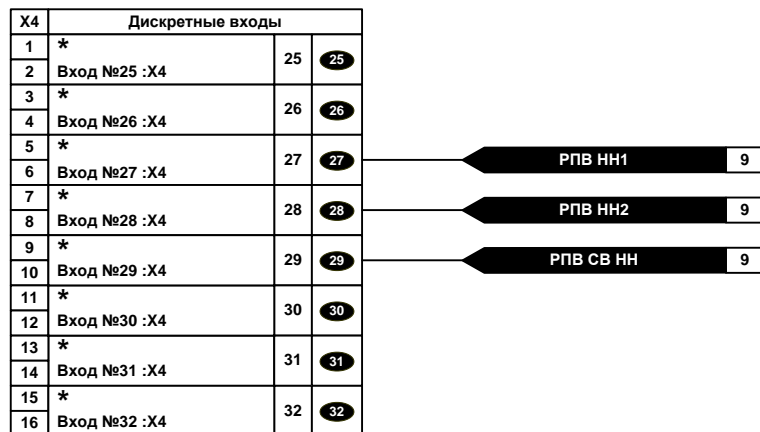 X4 Дискретные входы
1 *
2 Вход №25 :X4 25 25
3 *
4 Вход №26 :X4 26 26
5 *
6 Вход №27 :X4 27 27 РПВ НН1 9
7 *
8 Вход №28 :X4 28 28 РПВ НН2 9
9 *
10 Вход №29 :X4 29 29 РПВ СВ НН 9
11 *
12 Вход №30 :X4 30 30
13 *
14 Вход №31 :X4 31 31
15 *
16 Вход №32 :X4 32 32